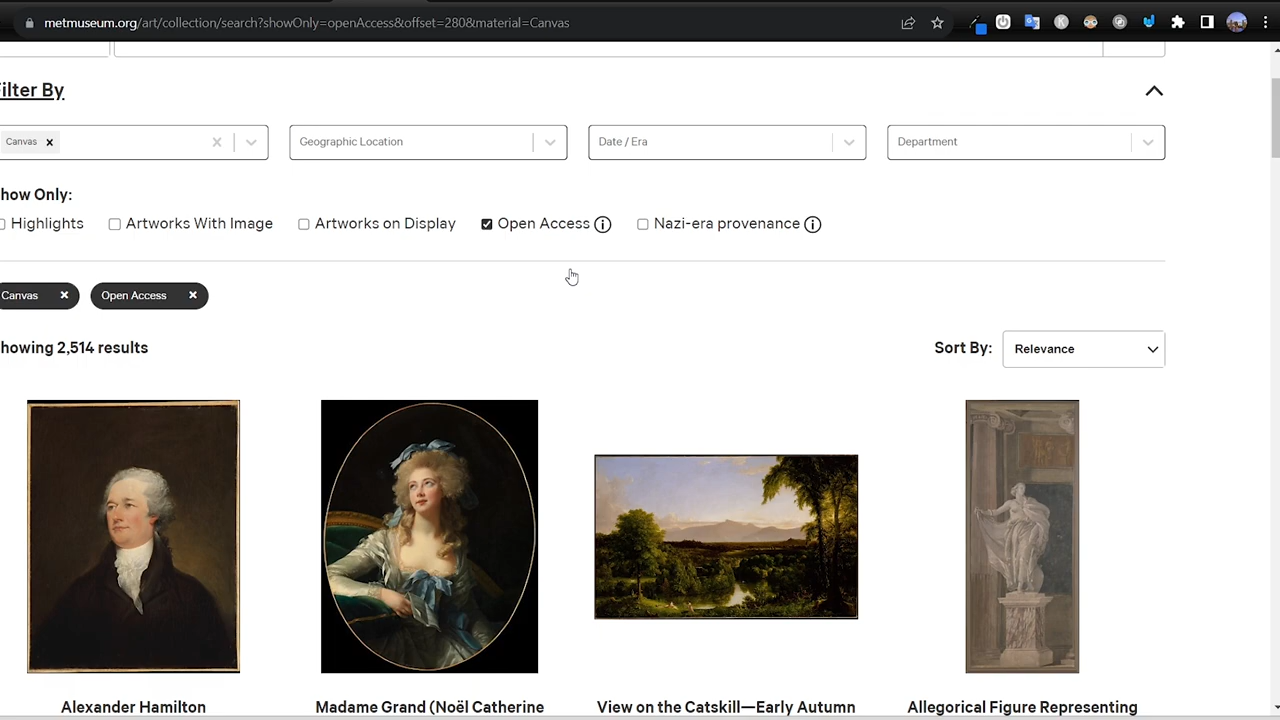 metmuseum.org/art/collection/search?showOnly=openAccess&offset=280&material=Canvas
ilter By
Canvas
Geographic Location
Date / Era
Department
how Only:
Highlights
Artworks With Image
Artworks on Display
Open Access
Nazi-era provenance
Canvas
Open Access
howing 2,514 results
Sort By:
Relevance
Alexander Hamilton
Madame Grand (Noël Catherine
View on the Catskill—Early Autumn
Allegorical Figure Representing